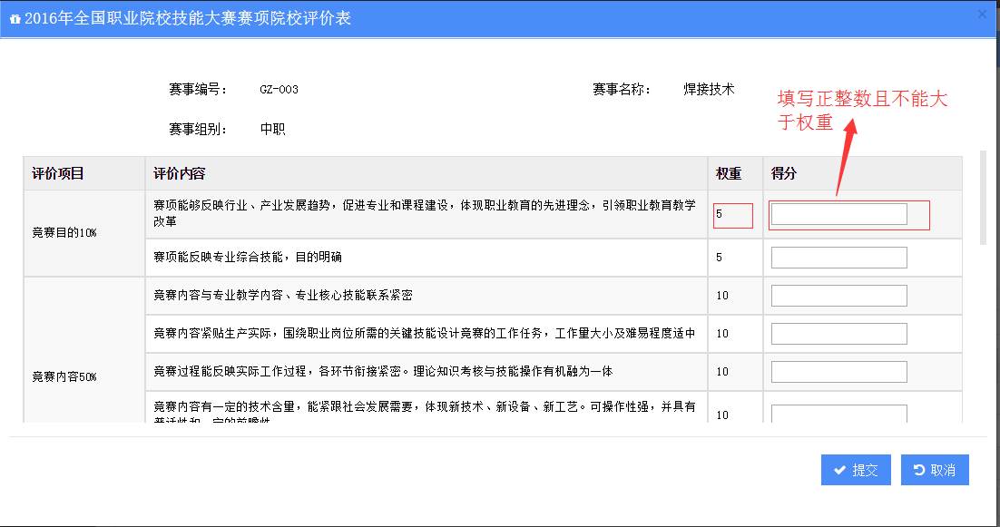 2016年全国职业院校技能大赛赛项院校评价表
赛事编号： GZ-003 赛事名称： 焊接技术
填写正整数且不能大
于权重
赛事组别： 中职
评价项目 评价内容 权重 得分
竞赛目的10%
赛项能够反映行业、产业发展趋势，促进专业和课程建设，体现职业教育的先进理念，引领职业教育教学
改革
5
赛项能反映专业综合技能，目的明确 5
竞赛内容50%
竞赛内容与专业教学内容、专业核心技能联系紧密 10
竞赛内容紧贴生产实际，围绕职业岗位所需的关键技能设计竞赛的工作任务，工作量大小及难易程度适中 10
竞赛过程能反映实际工作过程，各环节衔接紧密。理论知识考核与技能操作有机融为一体 10
竞赛内容有一定的技术含量，能紧跟社会发展需要，体现新技术、新设备、新工艺。可操作性强，并具有
普适性和一定的前瞻性
10
提交 取消